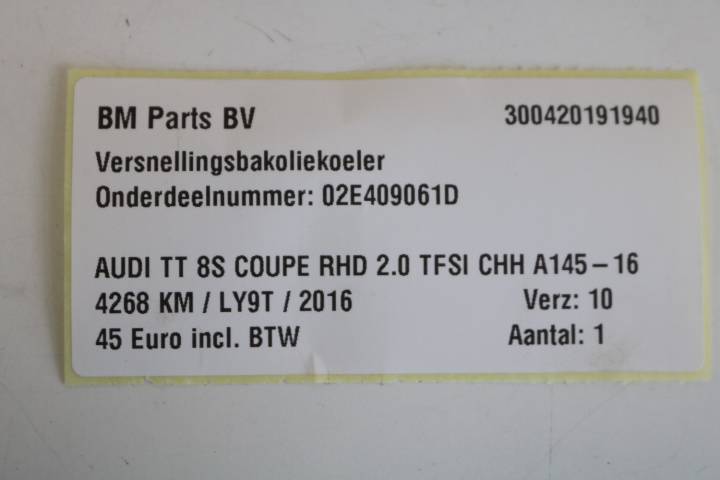 BM Parts BV 300420191940
Versnellingsbakoliekoeler
Onderdeelnummer: 02E409061D
AUDI TT 8S COUPE RHD 2.0 TFSI CHH A145-16
4268 KM / LY9T / 2016 Verz: 10
45 Euro incl. BTW Aantal: 1